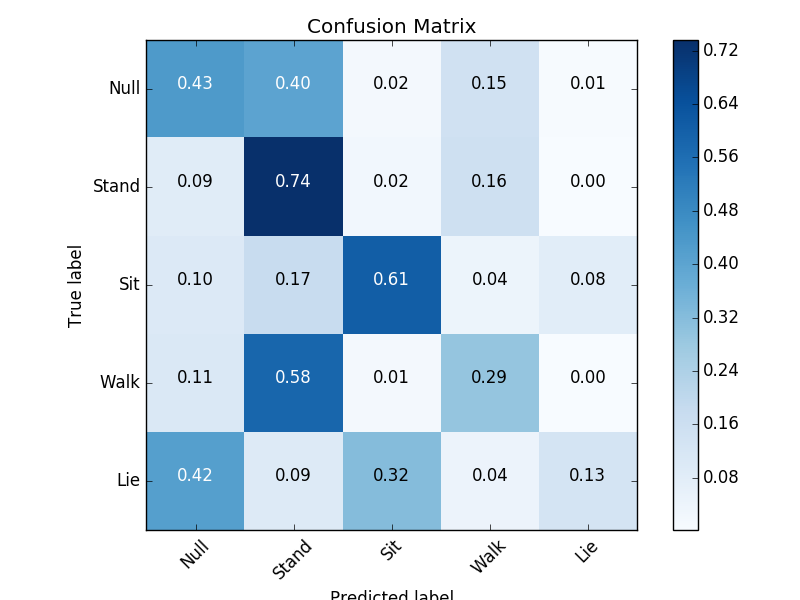 Confusion Matrix
True label
Null 0.43 0.40 0.02 0.15 0.01
Stand 0.09 0.74 0.02 0.16 0.00
Sit 0.10 0.17 0.61 0.04 0.08
Walk 0.11 0.58 0.01 0.29 0.00
Lie 0.42 0.09 0.32 0.04 0.13
Null Stand Sit Walk Lie
Predicted label
0.72
0.64
0.56
0.48
0.40
0.32
0.24
0.16
0.08